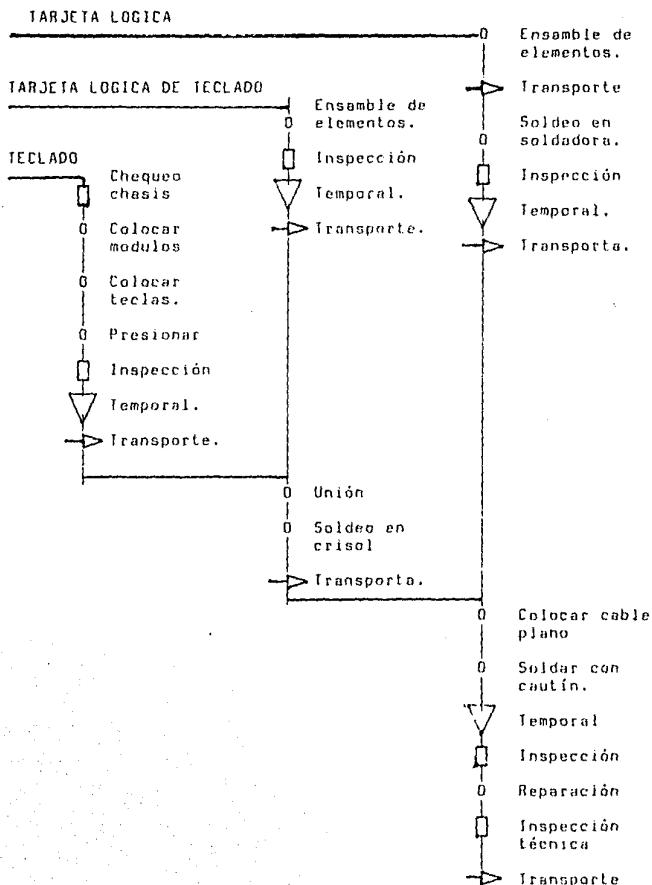 TARJETA LOGICA
Ensamble de
elementos.
Transporte
Soldeo en
soldadora.
Inspección
Temporal.
Transporta.
TARJETA LOGICA DE TECLADO
Ensamble de
elementos.
Inspección
Temporal.
Transporte.
TECLADO
Chequeo
chasis
Colocar
modulos
Colocar
teclas.
Presionar
Inspección
Temporal.
Transporte.
Unión
Soldeo en
crisol
Transporta.
Colocar cable
plano
Soldar con
cautín.
Temporal
Inspección
Reparación
Inspección
técnica
Transporte